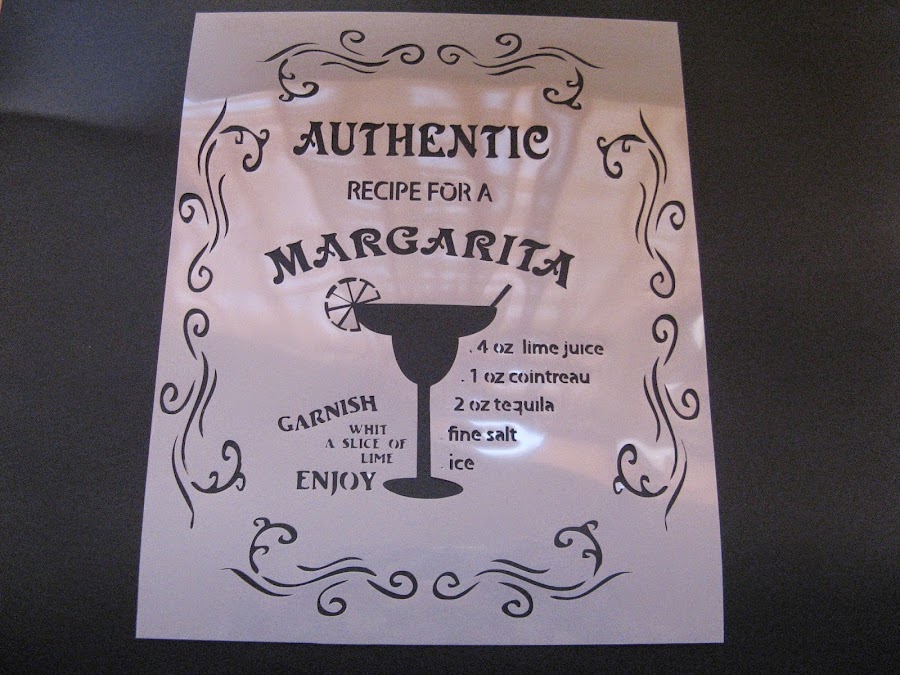 AUTHENTIC
RECIPE FOR A
MARGARITA
. 4 oz lime juice
. 1 oz cointreau
2 oz tequila
. fine salt
. ice
GARNISH
WHIT
A SLICE OF
LIME
ENJOY